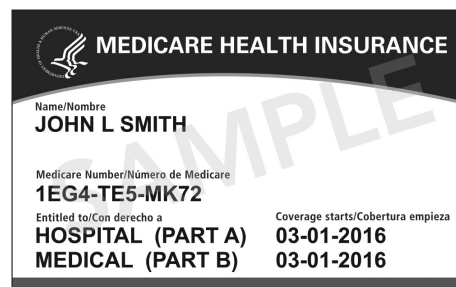 MEDICARE HEALTH INSURANCE
SAMPLE
Name/Nombre
JOHN L SMITH
Medicare Number/Número de Medicare
1EG4-TE5-MK72
Entitled to/Con derecho a Coverage starts/Cobertura empieza
HOSPITAL (PART A) 03-01-2016
MEDICAL (PART B) 03-01-2016